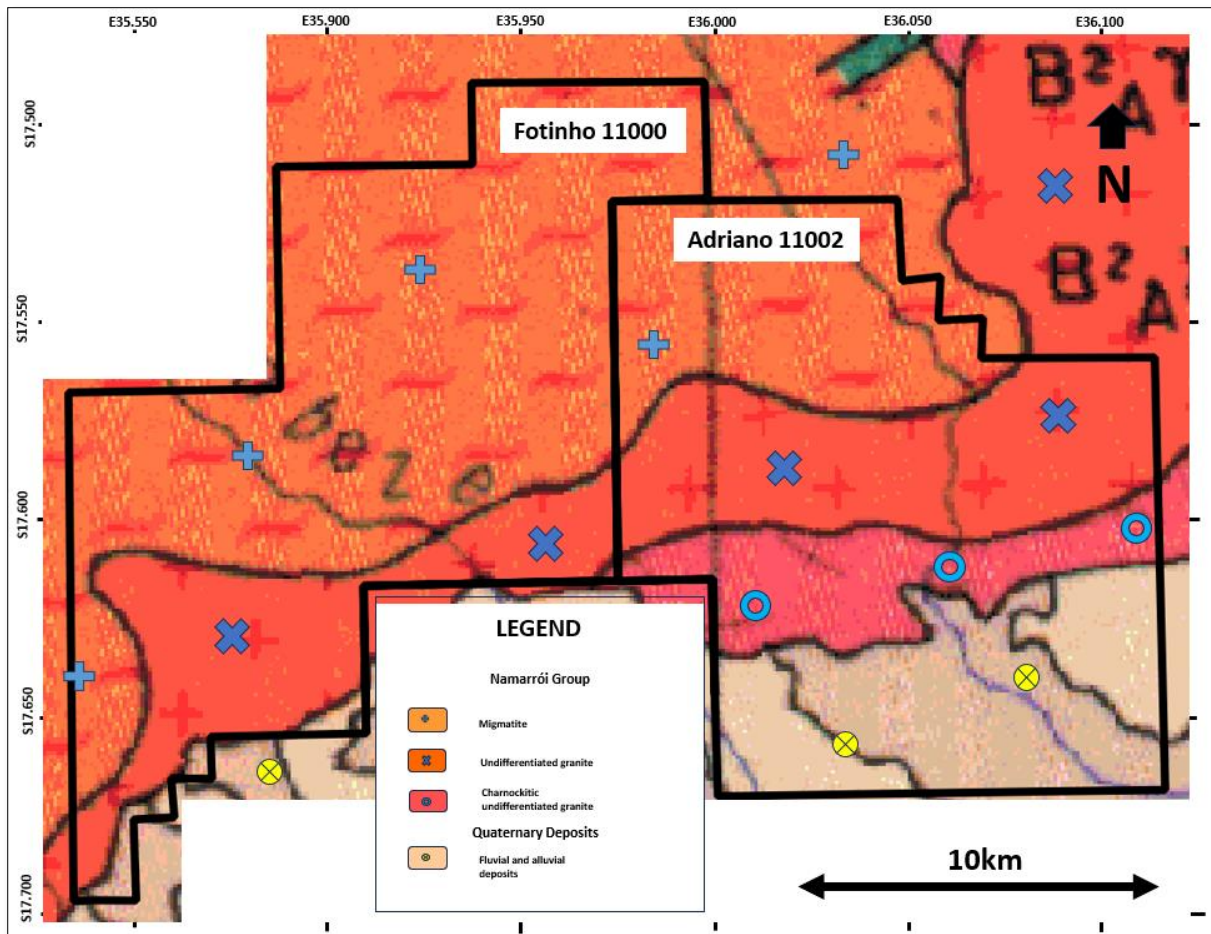 E35.550 E35.900 E35.950 E36.000 E36.050 E36.100
S17.500
S17.550
S17.600
S17.650
S17.700
Fotinho 11000
Adriano 11002
B²A
N
B²A
LEGEND
Namarrói Group
Migmatite
Undifferentiated granite
Charnockitic
undifferentiated granite
Quaternary Deposits
Fluvial and alluvial
deposits
10km